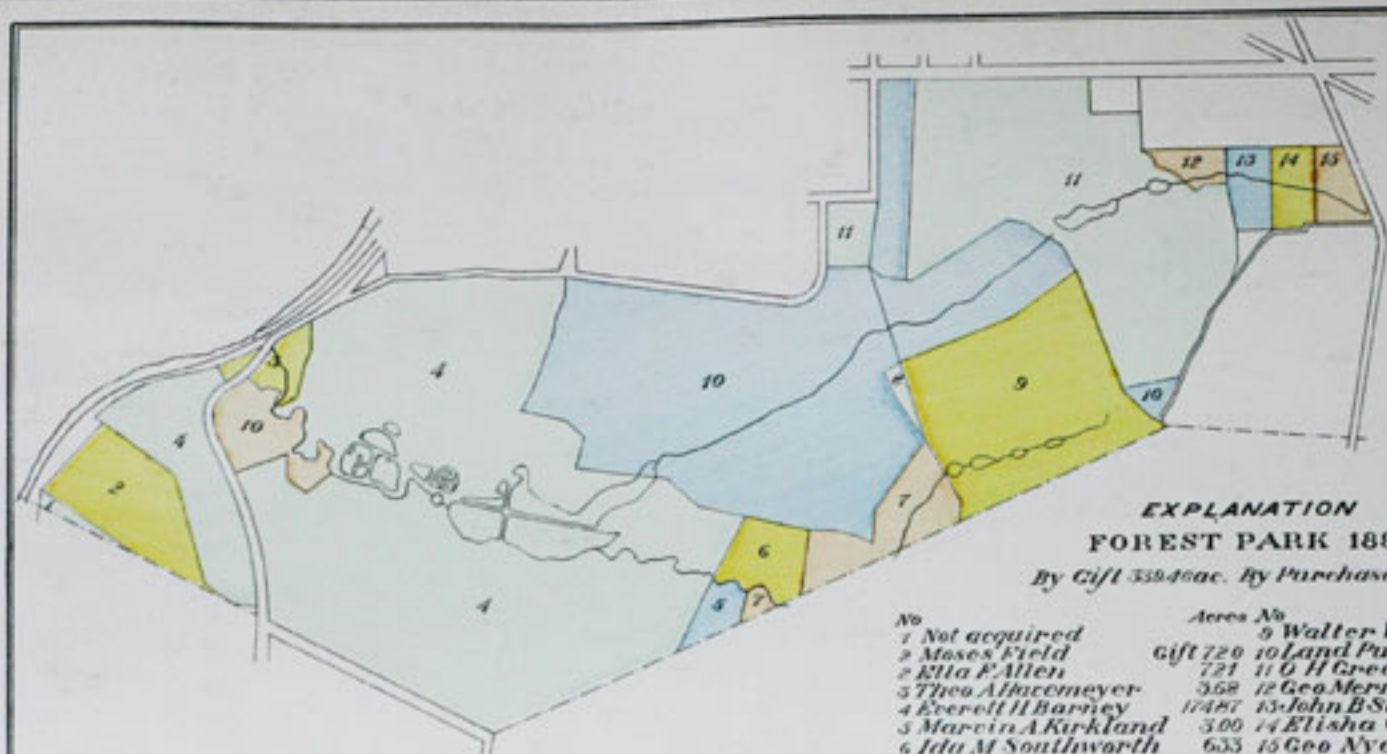 11
12
13
14
15
11
3
4
10
9
10
10
4
2
1
7
6
5
7
4
EXPLANATION
FOREST PARK 188
By Gift 339.40ac. By Purchase
No Acres No
1 Not acquired 9 Walter
2 Moses Field Gift 7.20 10 Land Pu
2 Ella F Allen 7.21 11 O H Gree
3 Theo A Havemeyer 3.68 12 Geo Merr
4 Everett H Barney 174.87 13 John B S
5 Marvin A Kirkland 3.00 14 Elisha
6 Ida M Southworth 6.33 15 Geo Nye